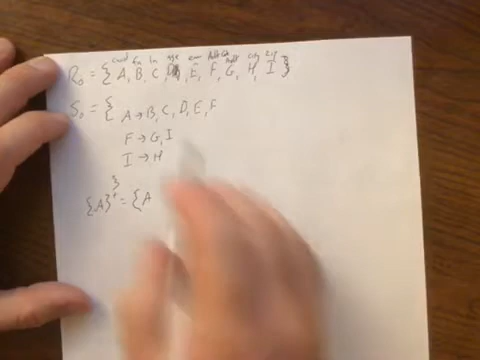 R₀ = { A, B, C, D, E, F, G, H, I }
S₀ = { A → B, C, D, E, F
F → G, I
I → H
}
{A}⁺ = {A